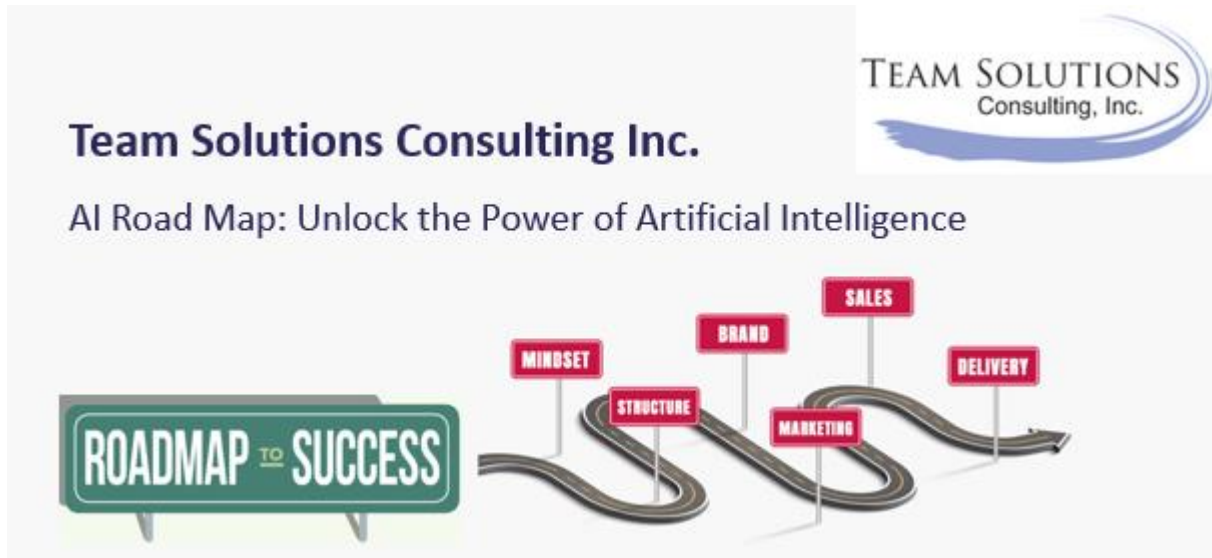 TEAM SOLUTIONS
Consulting, Inc.
Team Solutions Consulting Inc.
AI Road Map: Unlock the Power of Artificial Intelligence
SALES
BRAND
MINDSET
DELIVERY
STRUCTURE
MARKETING
ROADMAP TO SUCCESS